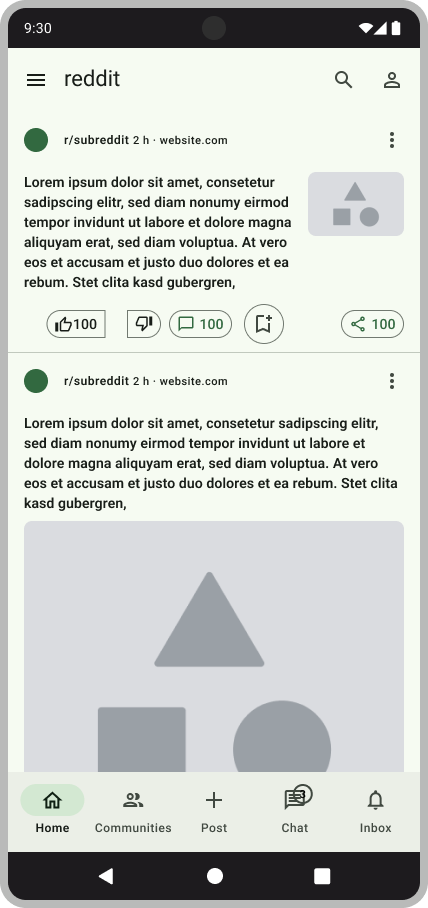 9:30
reddit
r/subreddit 2 h · website.com
Lorem ipsum dolor sit amet, consetetur
sadipscing elitr, sed diam nonumy eirmod
tempor invidunt ut labore et dolore magna
aliquyam erat, sed diam voluptua. At vero
eos et accusam et justo duo dolores et ea
rebum. Stet clita kasd gubergren,
100 100 100
r/subreddit 2 h · website.com
Lorem ipsum dolor sit amet, consetetur sadipscing elitr,
sed diam nonumy eirmod tempor invidunt ut labore et
dolore magna aliquyam erat, sed diam voluptua. At vero
eos et accusam et justo duo dolores et ea rebum. Stet clita
kasd gubergren,
Home Communities Post Chat Inbox